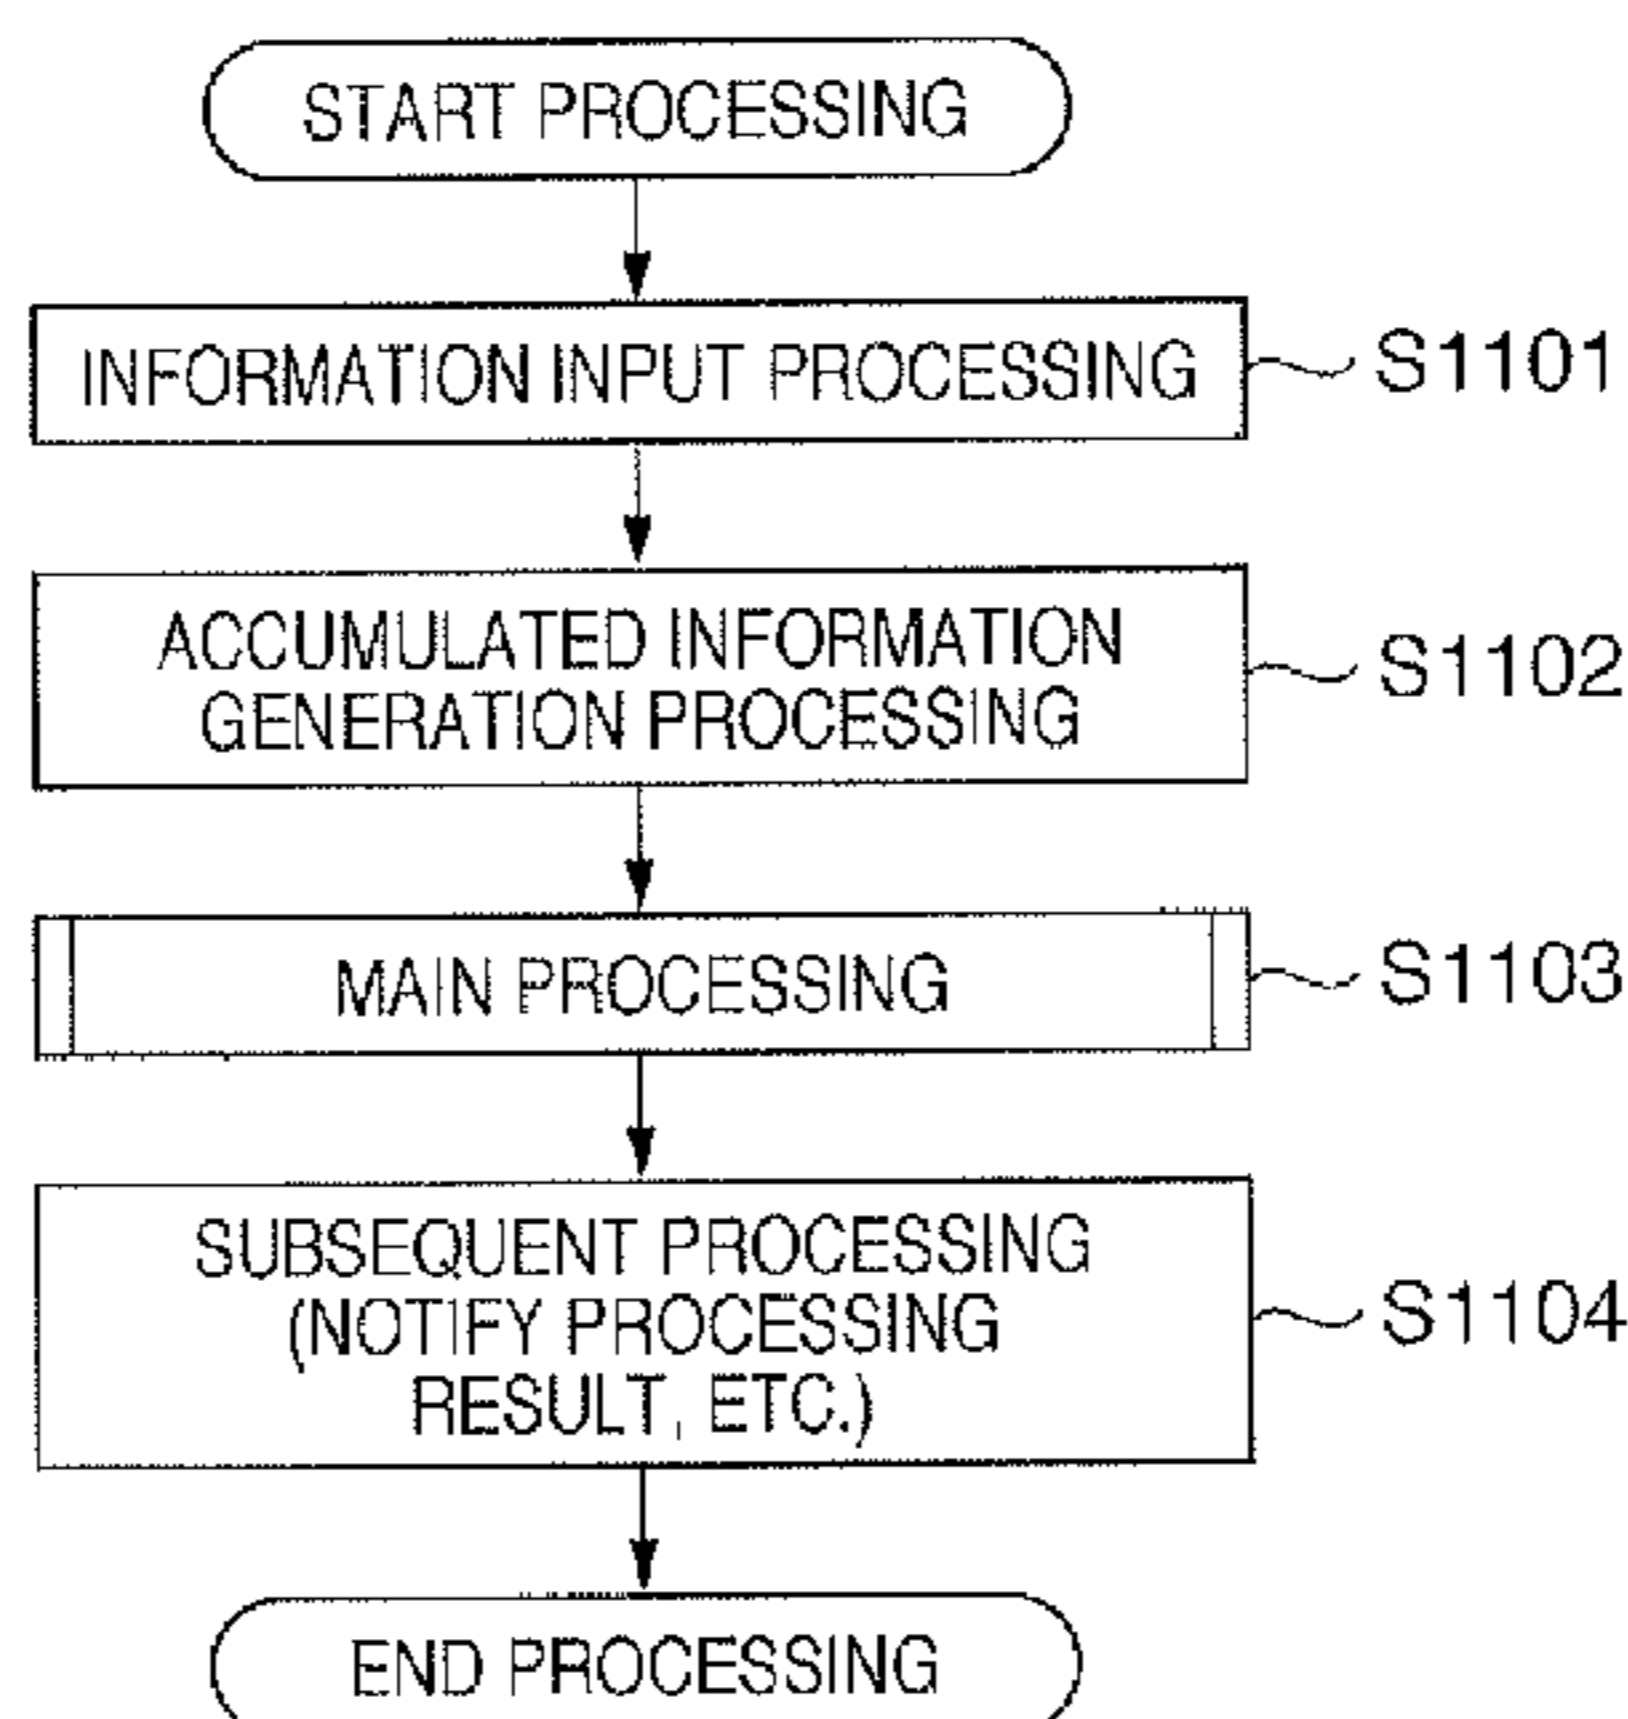 START PROCESSING
INFORMATION INPUT PROCESSING
S1101
ACCUMULATED INFORMATION
GENERATION PROCESSING
S1102
MAIN PROCESSING
S1103
SUBSEQUENT PROCESSING
(NOTIFY PROCESSING
RESULT, ETC.)
S1104
END PROCESSING